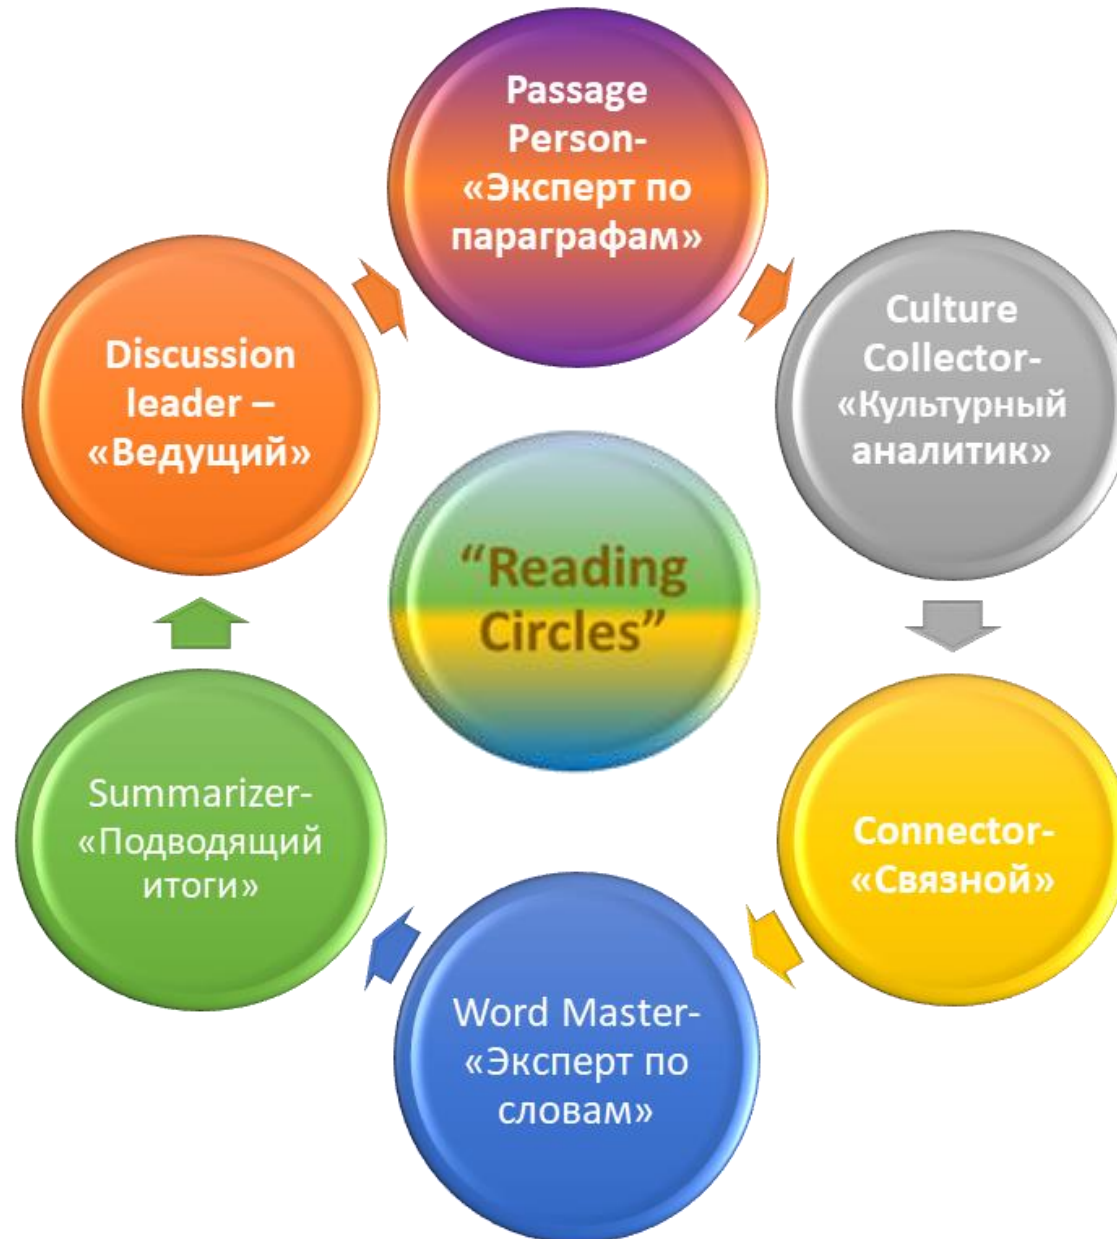 Passage
Person-
«Эксперт по
параграфам»
Culture
Collector-
«Культурный
аналитик»
Connector-
«Связной»
Word Master-
«Эксперт по
словам»
Summarizer-
«Подводящий
итоги»
Discussion
leader –
«Ведущий»
“Reading
Circles”